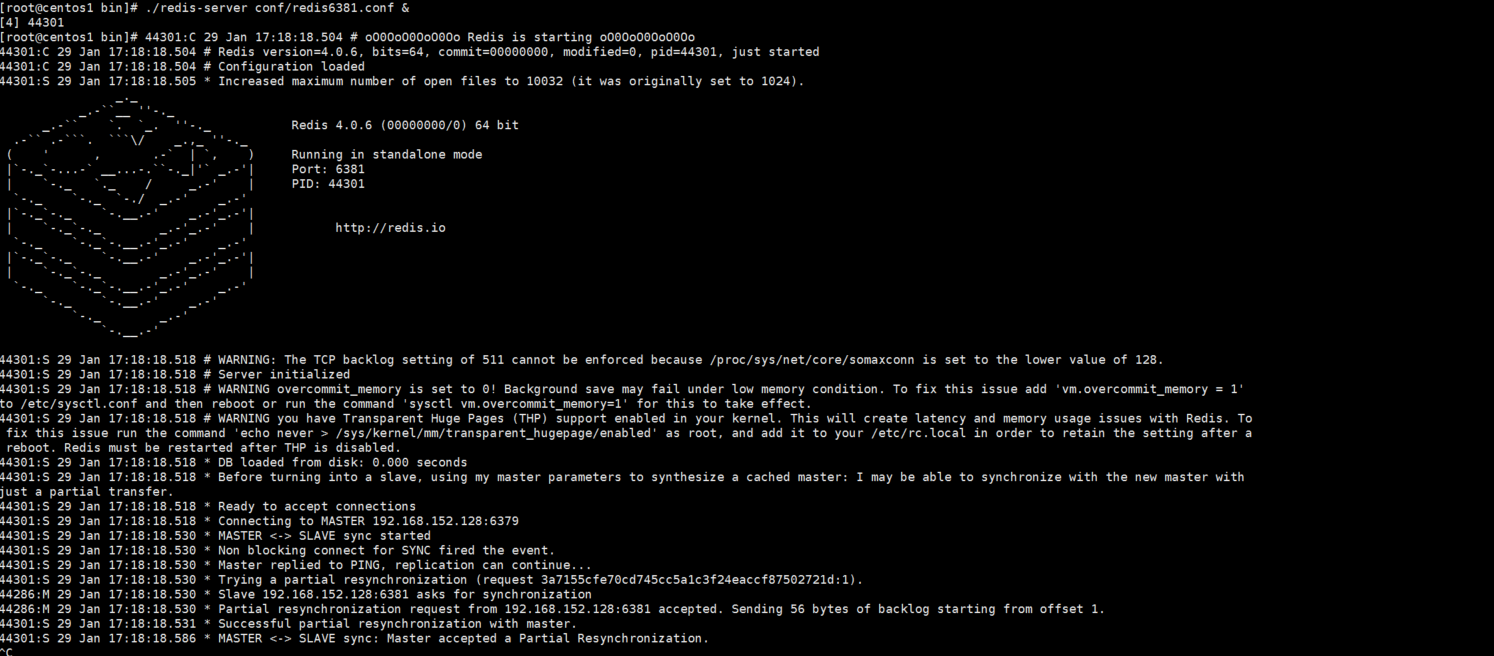 [root@centos1 bin]# ./redis-server conf/redis6381.conf &
[4] 44301
[root@centos1 bin]# 44301:C 29 Jan 17:18:18.504 # oO0OoO0OoO0Oo Redis is starting oO0OoO0OoO0Oo
44301:C 29 Jan 17:18:18.504 # Redis version=4.0.6, bits=64, commit=00000000, modified=0, pid=44301, just started
44301:C 29 Jan 17:18:18.504 # Configuration loaded
44301:S 29 Jan 17:18:18.505 * Increased maximum number of open files to 10032 (it was originally set to 1024).
Redis 4.0.6 (00000000/0) 64 bit
Running in standalone mode
Port: 6381
PID: 44301
http://redis.io
44301:S 29 Jan 17:18:18.518 # WARNING: The TCP backlog setting of 511 cannot be enforced because /proc/sys/net/core/somaxconn is set to the lower value of 128.
44301:S 29 Jan 17:18:18.518 # Server initialized
44301:S 29 Jan 17:18:18.518 # WARNING overcommit_memory is set to 0! Background save may fail under low memory condition. To fix this issue add 'vm.overcommit_memory = 1'
to /etc/sysctl.conf and then reboot or run the command 'sysctl vm.overcommit_memory=1' for this to take effect.
44301:S 29 Jan 17:18:18.518 # WARNING you have Transparent Huge Pages (THP) support enabled in your kernel. This will create latency and memory usage issues with Redis. To
fix this issue run the command 'echo never > /sys/kernel/mm/transparent_hugepage/enabled' as root, and add it to your /etc/rc.local in order to retain the setting after a
reboot. Redis must be restarted after THP is disabled.
44301:S 29 Jan 17:18:18.518 * DB loaded from disk: 0.000 seconds
44301:S 29 Jan 17:18:18.518 * Before turning into a slave, using my master parameters to synthesize a cached master: I may be able to synchronize with the new master with
just a partial transfer.
44301:S 29 Jan 17:18:18.518 * Ready to accept connections
44301:S 29 Jan 17:18:18.518 * Connecting to MASTER 192.168.152.128:6379
44301:S 29 Jan 17:18:18.530 * MASTER <-> SLAVE sync started
44301:S 29 Jan 17:18:18.530 * Non blocking connect for SYNC fired the event.
44301:S 29 Jan 17:18:18.530 * Master replied to PING, replication can continue...
44301:S 29 Jan 17:18:18.530 * Trying a partial resynchronization (request 3a7155cfe70cd745cc5a1c3f24eaccf87502721d:1).
44286:M 29 Jan 17:18:18.530 * Slave 192.168.152.128:6381 asks for synchronization
44286:M 29 Jan 17:18:18.530 * Partial resynchronization request from 192.168.152.128:6381 accepted. Sending 56 bytes of backlog starting from offset 1.
44301:S 29 Jan 17:18:18.531 * Successful partial resynchronization with master.
44301:S 29 Jan 17:18:18.586 * MASTER <-> SLAVE sync: Master accepted a Partial Resynchronization.
^C